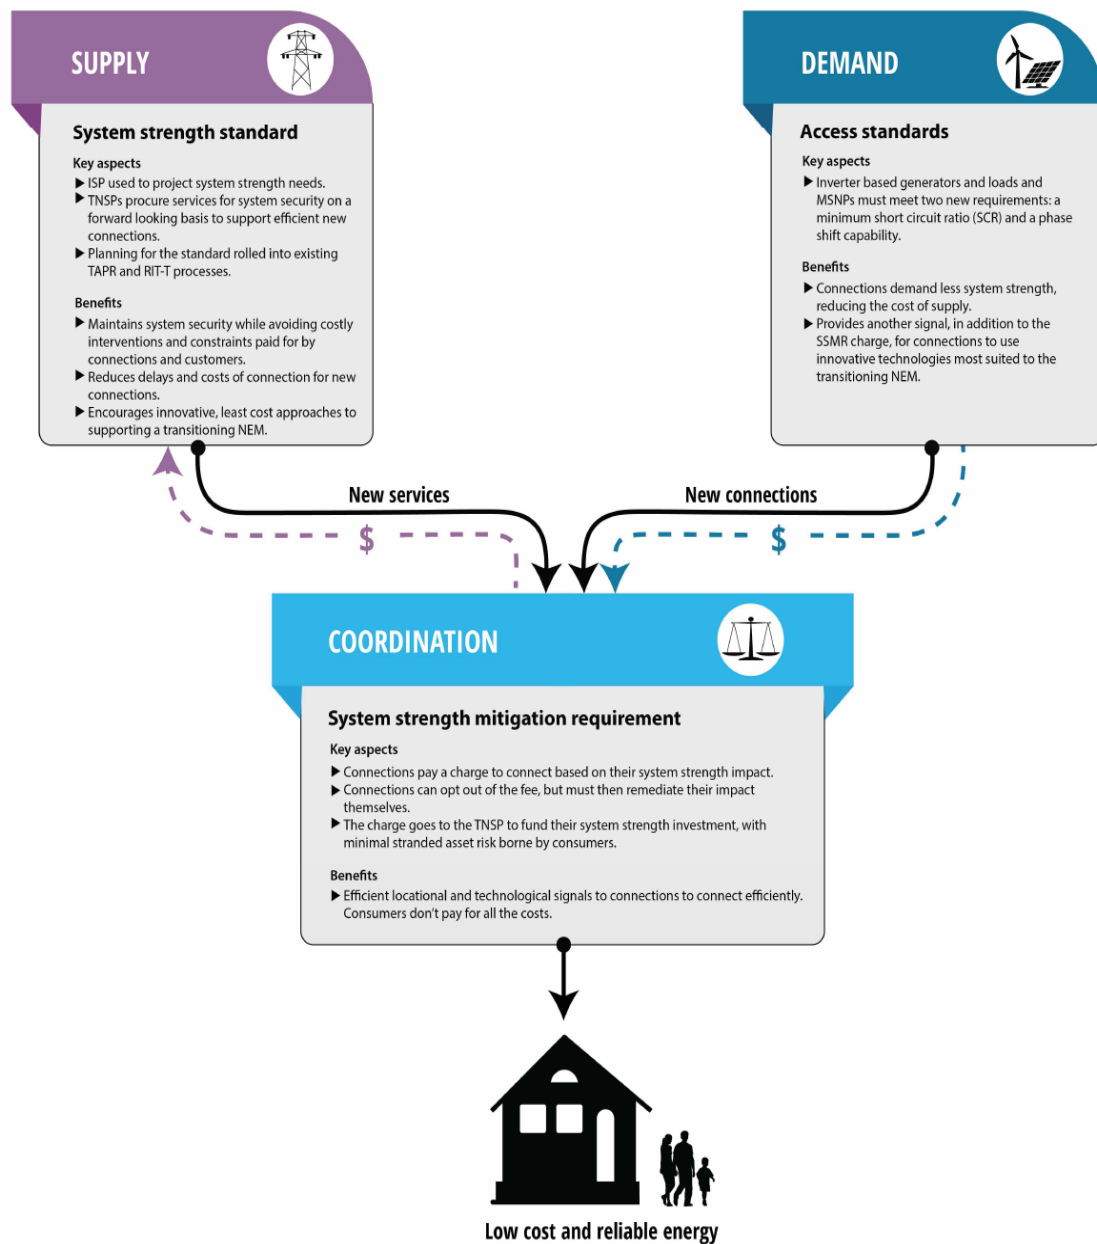 SUPPLY
System strength standard
Key aspects
▶ ISP used to project system strength needs.
▶ TNSPs procure services for system security on a
forward looking basis to support efficient new
connections.
▶ Planning for the standard rolled into existing
TAPR and RIT-T processes.
Benefits
▶ Maintains system security while avoiding costly
interventions and constraints paid for by
connections and customers.
▶ Reduces delays and costs of connection for new
connections.
▶ Encourages innovative, least cost approaches to
supporting a transitioning NEM.
DEMAND
Access standards
Key aspects
▶ Inverter based generators and loads and
MSNPs must meet two new requirements: a
minimum short circuit ratio (SCR) and a phase
shift capability.
Benefits
▶ Connections demand less system strength,
reducing the cost of supply.
▶ Provides another signal, in addition to the
SSMR charge, for connections to use
innovative technologies most suited to the
transitioning NEM.
New services
$
New connections
$
COORDINATION
System strength mitigation requirement
Key aspects
▶ Connections pay a charge to connect based on their system strength impact.
▶ Connections can opt out of the fee, but must then remediate their impact
themselves.
▶ The charge goes to the TNSP to fund their system strength investment, with
minimal stranded asset risk borne by consumers.
Benefits
▶ Efficient locational and technological signals to connections to connect efficiently.
Consumers don’t pay for all the costs.
Low cost and reliable energy